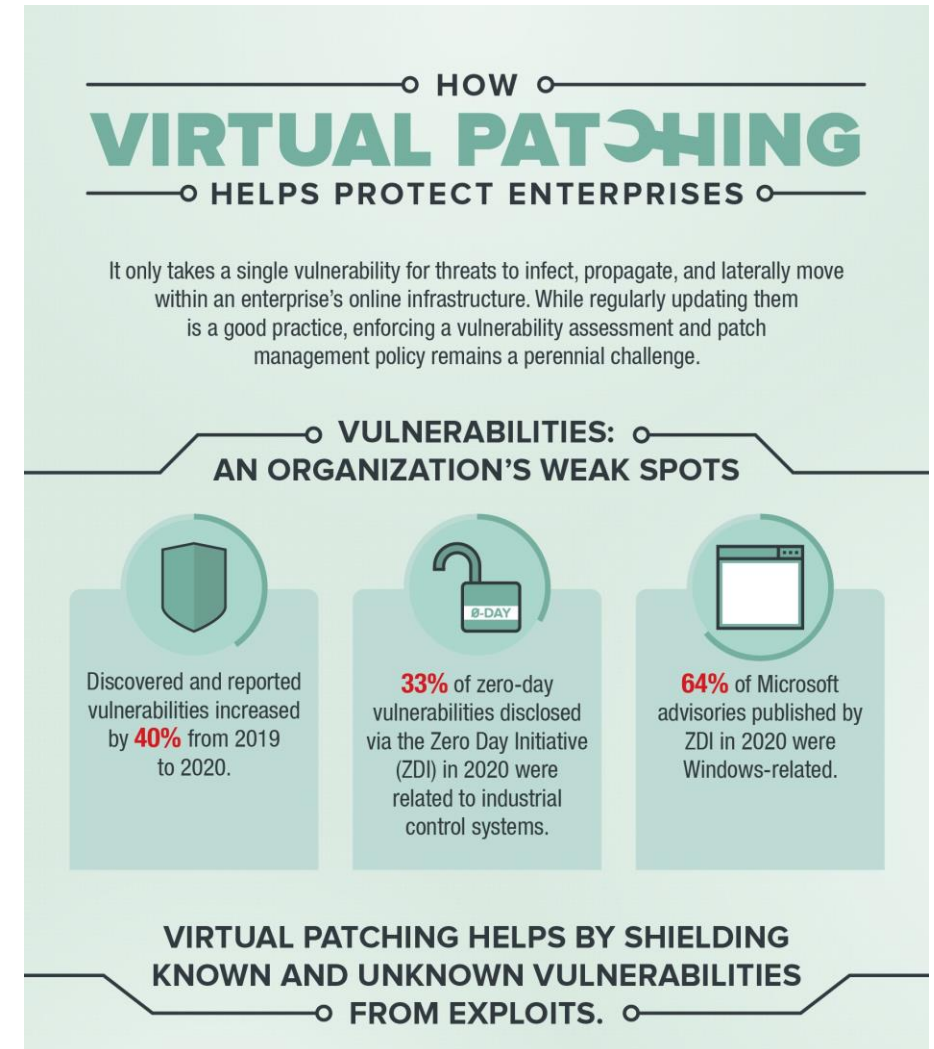 HOW
VIRTUAL PATCHING
HELPS PROTECT ENTERPRISES
It only takes a single vulnerability for threats to infect, propagate, and laterally move
within an enterprise’s online infrastructure. While regularly updating them
is a good practice, enforcing a vulnerability assessment and patch
management policy remains a perennial challenge.
VULNERABILITIES:
AN ORGANIZATION’S WEAK SPOTS
Discovered and reported
vulnerabilities increased
by 40% from 2019
to 2020.
0-DAY
33% of zero-day
vulnerabilities disclosed
via the Zero Day Initiative
(ZDI) in 2020 were
related to industrial
control systems.
64% of Microsoft
advisories published by
ZDI in 2020 were
Windows-related.
VIRTUAL PATCHING HELPS BY SHIELDING
KNOWN AND UNKNOWN VULNERABILITIES
FROM EXPLOITS.